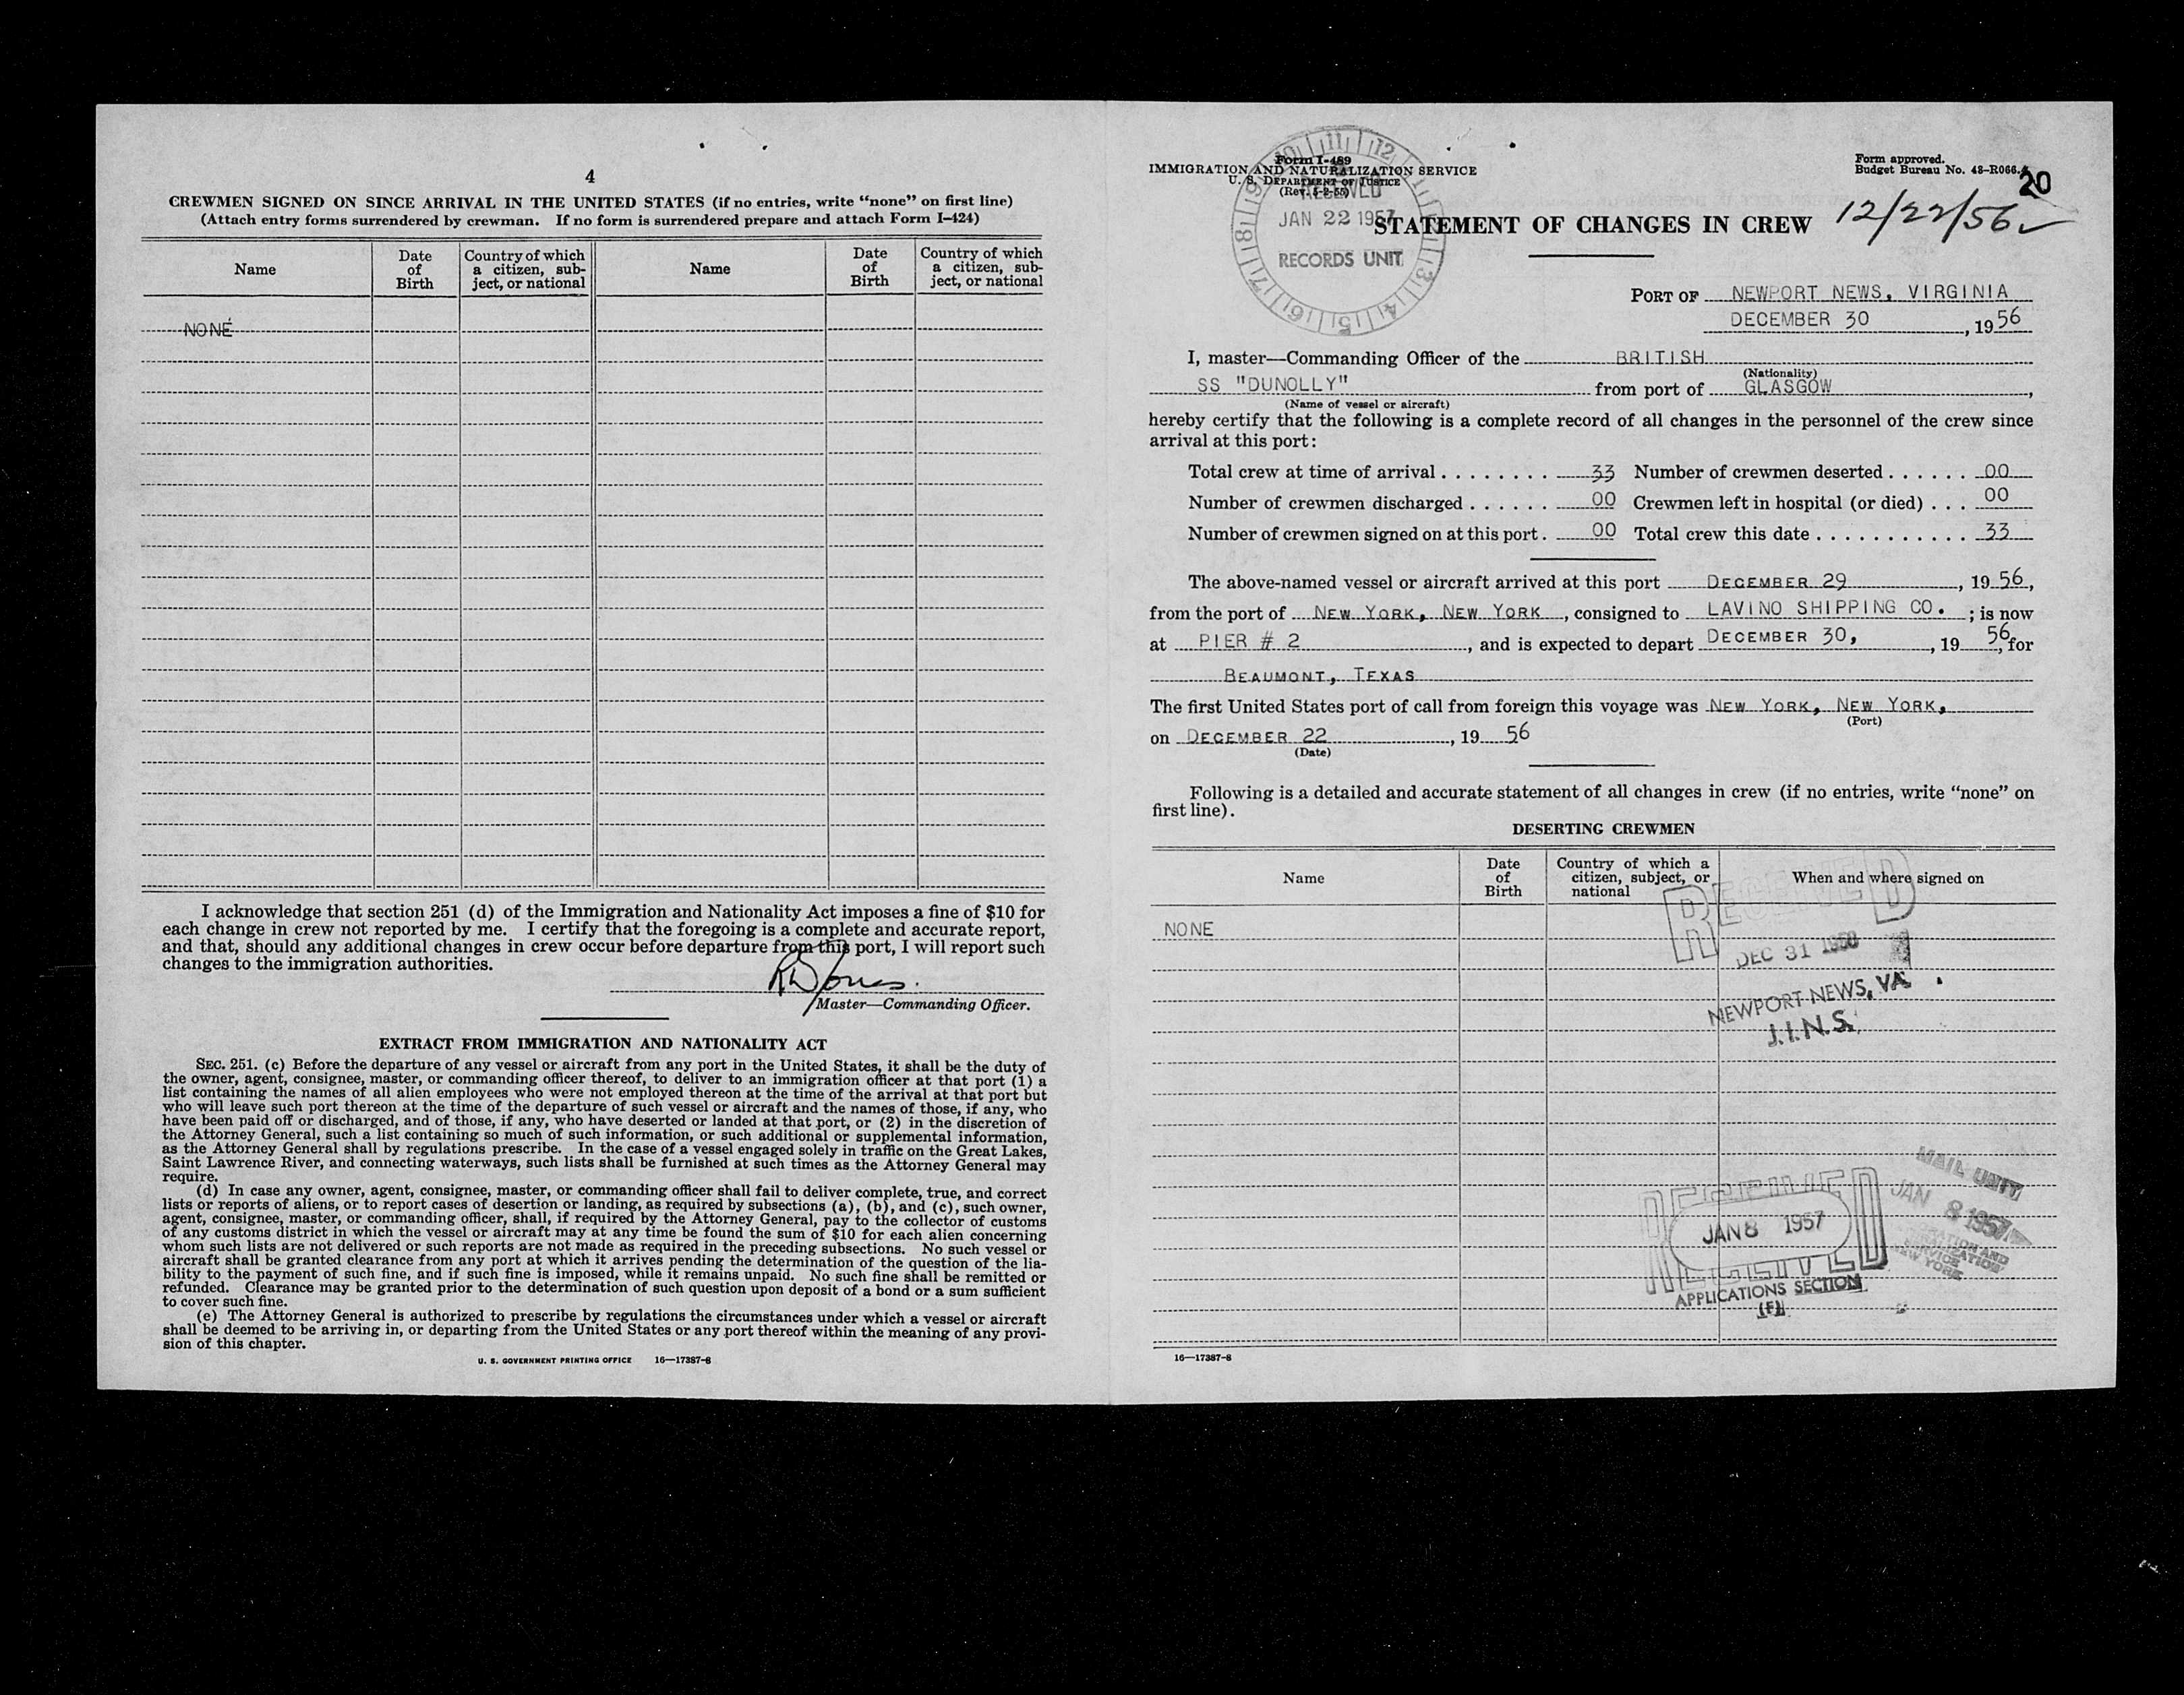 4
CREWMEN SIGNED ON SINCE ARRIVAL IN THE UNITED STATES (if no entries, write “none” on first line)
(Attach entry forms surrendered by crewman. If no form is surrendered prepare and attach Form I–424)
Name
Date of Birth
Country of which a citizen, sub-ject, or national
Name
Date of Birth
Country of which a citizen, sub-ject, or national
NONE
I acknowledge that section 251 (d) of the Immigration and Nationality Act imposes a fine of $10 for
each change in crew not reported by me. I certify that the foregoing is a complete and accurate report,
and that, should any additional changes in crew occur before departure from this port, I will report such
changes to the immigration authorities.
Master—Commanding Officer.
EXTRACT FROM IMMIGRATION AND NATIONALITY ACT
SEC. 251. (c) Before the departure of any vessel or aircraft from any port in the United States, it shall be the duty of
the owner, agent, consignee, master, or commanding officer thereof, to deliver to an immigration officer at that port (1) a
list containing the names of all alien employees who were not employed thereon at the time of the arrival at that port but
who will leave such port thereon at the time of the departure of such vessel or aircraft and the names of those, if any, who
have been paid off or discharged, and of those, if any, who have deserted or landed at that port, or (2) in the discretion of
the Attorney General, such a list containing so much of such information, or such additional or supplemental information,
as the Attorney General shall by regulations prescribe. In the case of a vessel engaged solely in traffic on the Great Lakes,
Saint Lawrence River, and connecting waterways, such lists shall be furnished at such times as the Attorney General may
require.
(d) In case any owner, agent, consignee, master, or commanding officer shall fail to deliver complete, true, and correct
lists or reports of aliens, or to report cases of desertion or landing, as required by subsections (a), (b), and (c), such owner,
agent, consignee, master, or commanding officer, shall, if required by the Attorney General, pay to the collector of customs
of any customs district in which the vessel or aircraft may at any time be found the sum of $10 for each alien concerning
whom such lists are not delivered or such reports are not made as required in the preceding subsections. No such vessel or
aircraft shall be granted clearance from any port at which it arrives pending the determination of the question of the lia-
bility to the payment of such fine, and if such fine is imposed, while it remains unpaid. No such fine shall be remitted or
refunded. Clearance may be granted prior to the determination of such question upon deposit of a bond or a sum sufficient
to cover such fine.
(e) The Attorney General is authorized to prescribe by regulations the circumstances under which a vessel or aircraft
shall be deemed to be arriving in, or departing from the United States or any port thereof within the meaning of any provi-
sion of this chapter.
U. S. GOVERNMENT PRINTING OFFICE 16—17387-8
Form I-489
IMMIGRATION AND NATURALIZATION SERVICE
U. S. DEPARTMENT OF JUSTICE
(Rev. 5-2-55)
RECEIVED
JAN 22 1957
RECORDS UNIT
Form approved.
Budget Bureau No. 43–R066.
20
12/22/56
STATEMENT OF CHANGES IN CREW
PORT OF NEWPORT NEWS, VIRGINIA
DECEMBER 30, 1956
I, master—Commanding Officer of the BRITISH
(Nationality)
SS "DUNOLLY" from port of GLASGOW,
(Name of vessel or aircraft)
hereby certify that the following is a complete record of all changes in the personnel of the crew since
arrival at this port:
Total crew at time of arrival ........ 33 Number of crewmen deserted ...... 00
Number of crewmen discharged ...... 00 Crewmen left in hospital (or died) ... 00
Number of crewmen signed on at this port. 00 Total crew this date ........... 33
The above-named vessel or aircraft arrived at this port DECEMBER 29, 1956,
from the port of NEW YORK, NEW YORK, consigned to LAVINO SHIPPING CO. ; is now
at PIER # 2, and is expected to depart DECEMBER 30, , 19 56, for
BEAUMONT, TEXAS
The first United States port of call from foreign this voyage was NEW YORK, NEW YORK,
(Port)
on DECEMBER 22, 19 56
(Date)
Following is a detailed and accurate statement of all changes in crew (if no entries, write “none” on
first line).
DESERTING CREWMEN
Name
Date of Birth
Country of which a citizen, subject, or national
When and where signed on
NONE
RECEIVED
DEC 31
NEWPORT NEWS, VA.
MAIL UNIT
JAN 8 1957
RECEIVED
JAN 8 1957
RECEIVED
APPLICATIONS SECTION
(F)
NEW YORK
16—17387-8